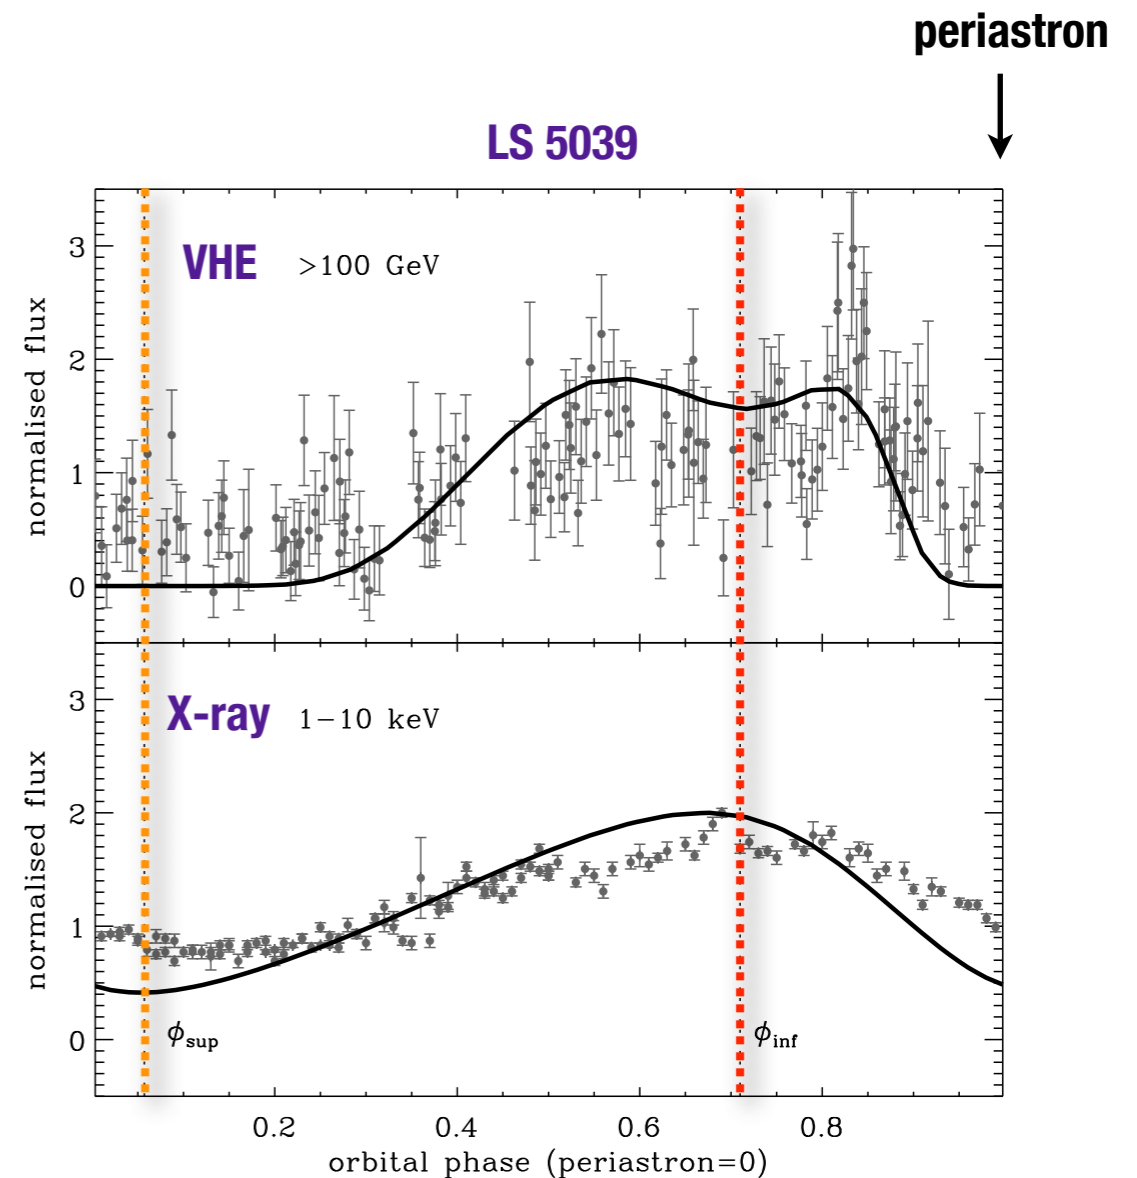 periastron
LS 5039
VHE >100 GeV
3
2
1
0
normalised flux
X-ray 1-10 keV
3
2
1
0
normalised flux
ϕsup
ϕinf
0.2 0.4 0.6 0.8
orbital phase (periastron=0)